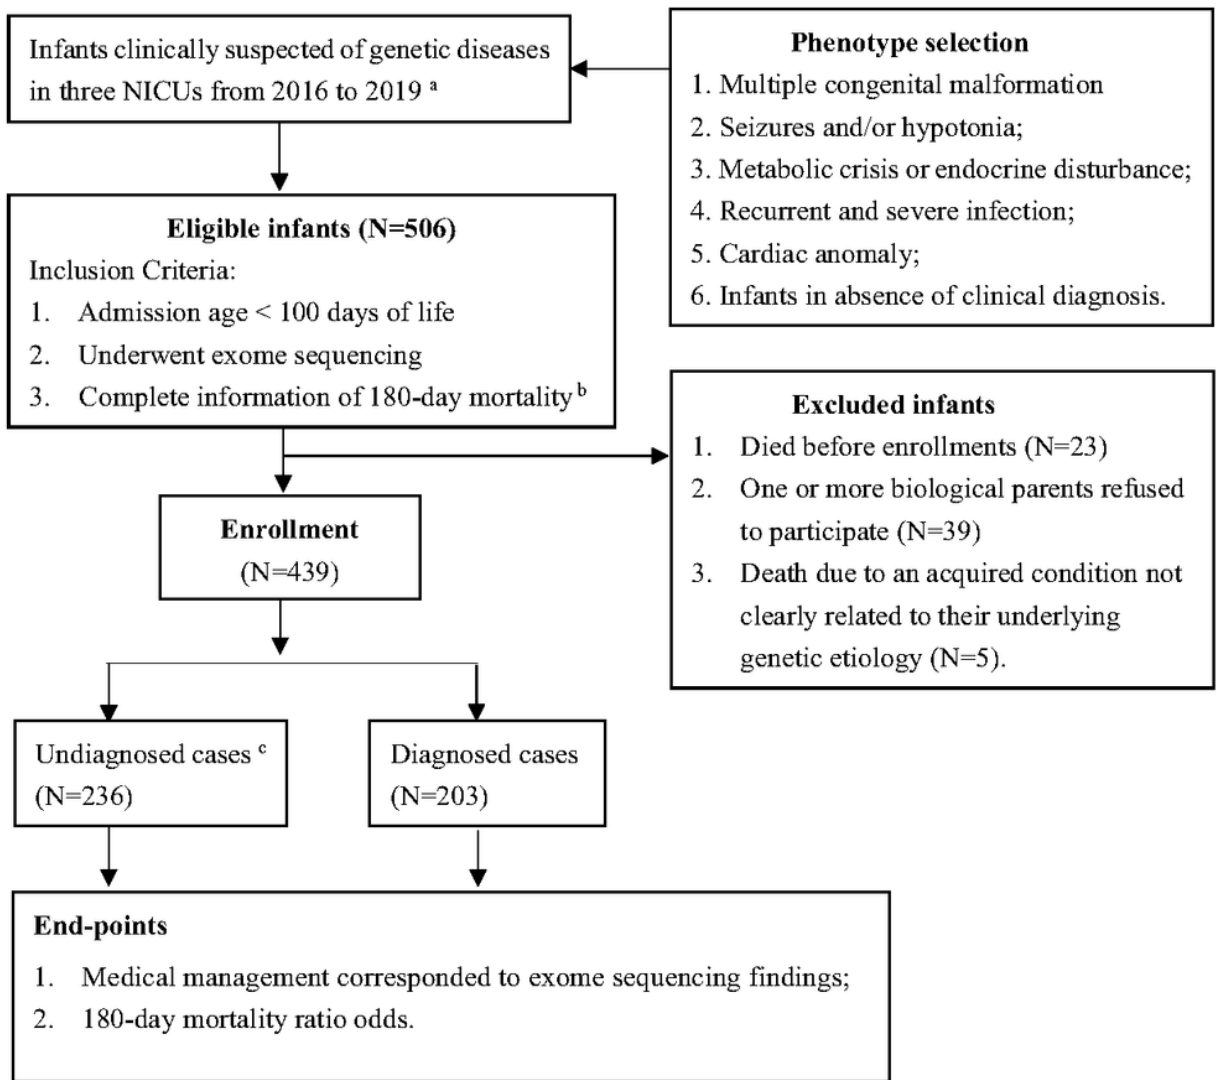 Infants clinically suspected of genetic diseases
in three NICUs from 2016 to 2019 a
Phenotype selection
1. Multiple congenital malformation
2. Seizures and/or hypotonia;
3. Metabolic crisis or endocrine disturbance;
4. Recurrent and severe infection;
5. Cardiac anomaly;
6. Infants in absence of clinical diagnosis.
Eligible infants (N=506)
Inclusion Criteria:
1. Admission age < 100 days of life
2. Underwent exome sequencing
3. Complete information of 180-day mortality b
Excluded infants
1. Died before enrollments (N=23)
2. One or more biological parents refused
to participate (N=39)
3. Death due to an acquired condition not
clearly related to their underlying
genetic etiology (N=5).
Enrollment
(N=439)
Undiagnosed cases c
(N=236)
Diagnosed cases
(N=203)
End-points
1. Medical management corresponded to exome sequencing findings;
2. 180-day mortality ratio odds.